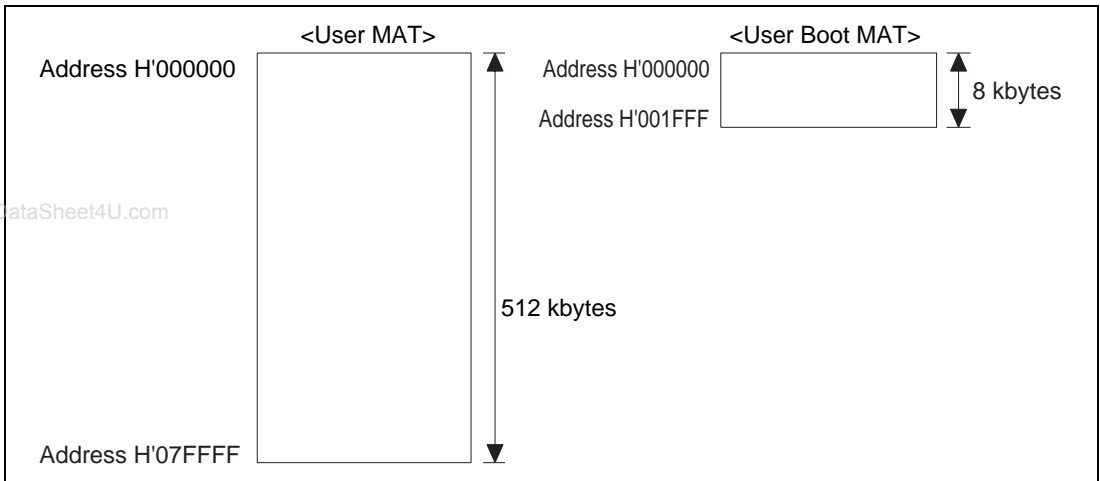 <User MAT>
Address H'000000
512 kbytes
Address H'07FFFF
<User Boot MAT>
Address H'000000
8 kbytes
Address H'001FFF
DataSheet4U.com